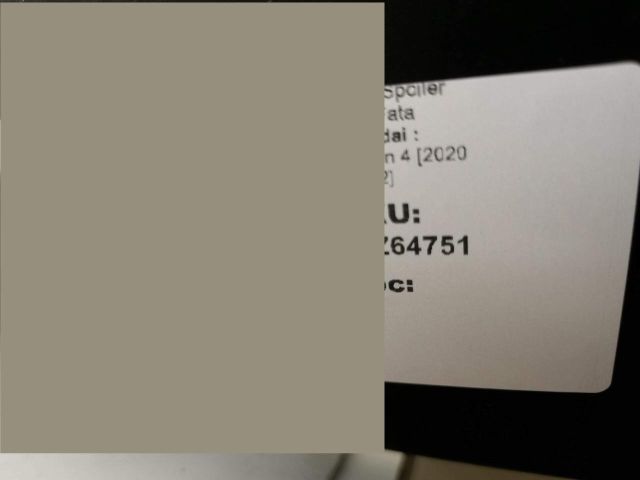 Spoiler
ata
dai :
n 4 [2020
2]
U:
Z64751
oc: